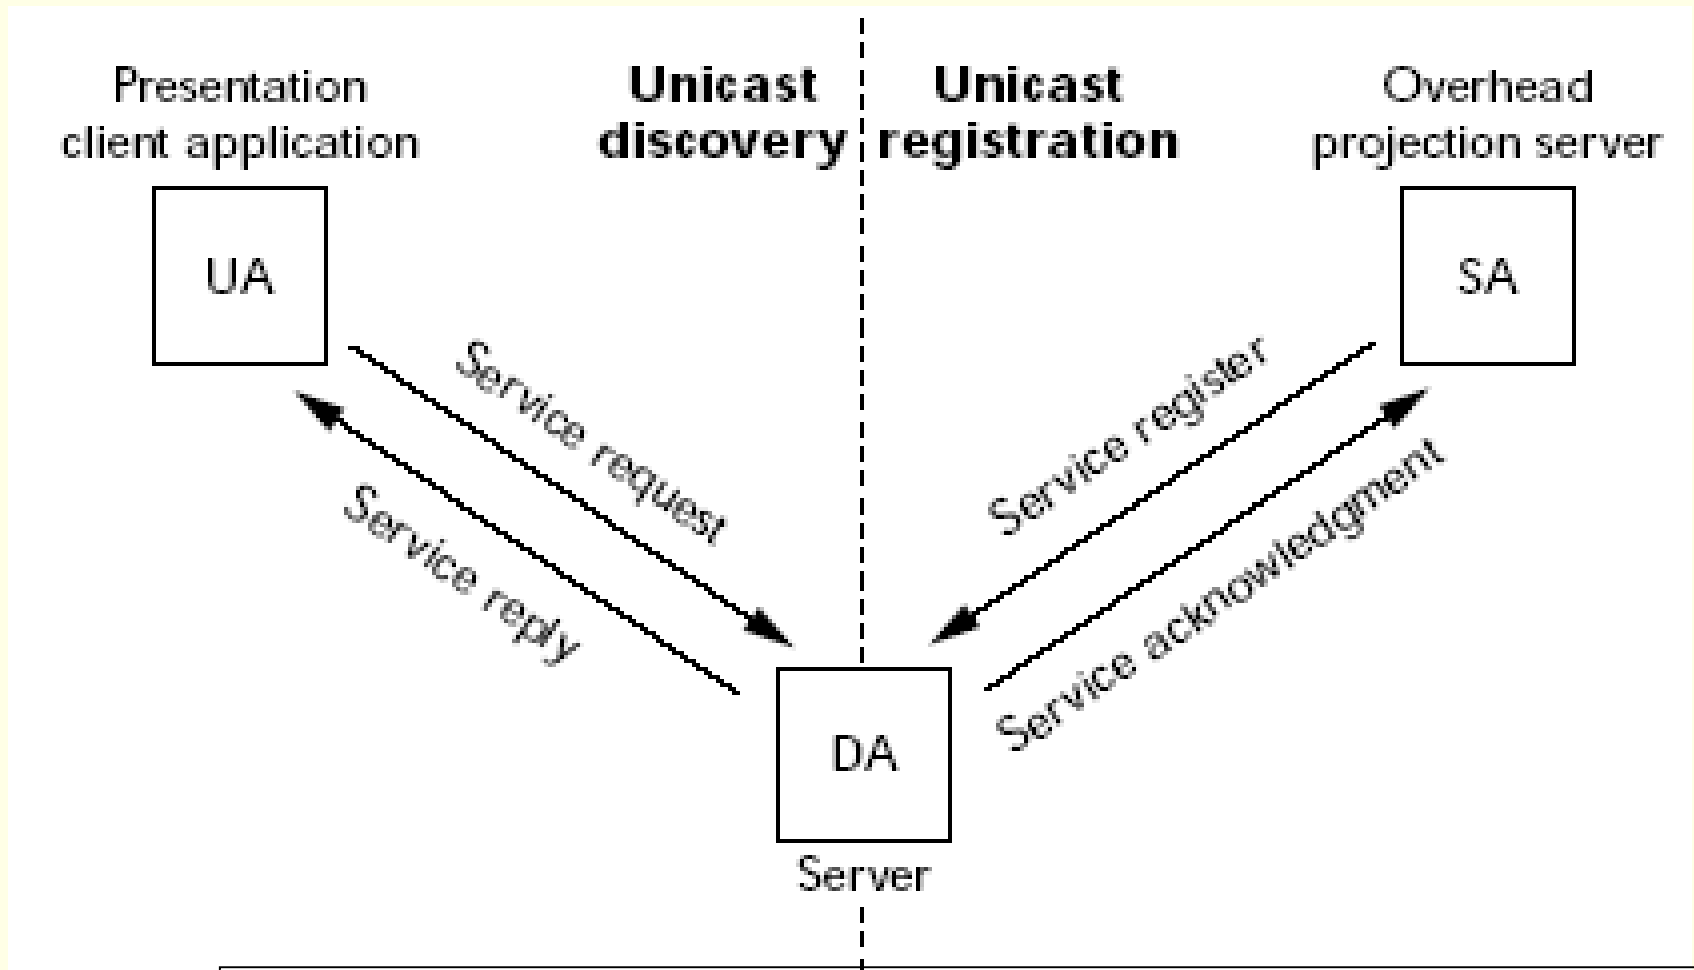 Presentation
client application
Unicast
discovery
Unicast
registration
Overhead
projection server
UA
SA
Service request
Service reply
Service register
Service acknowledgment
DA
Server